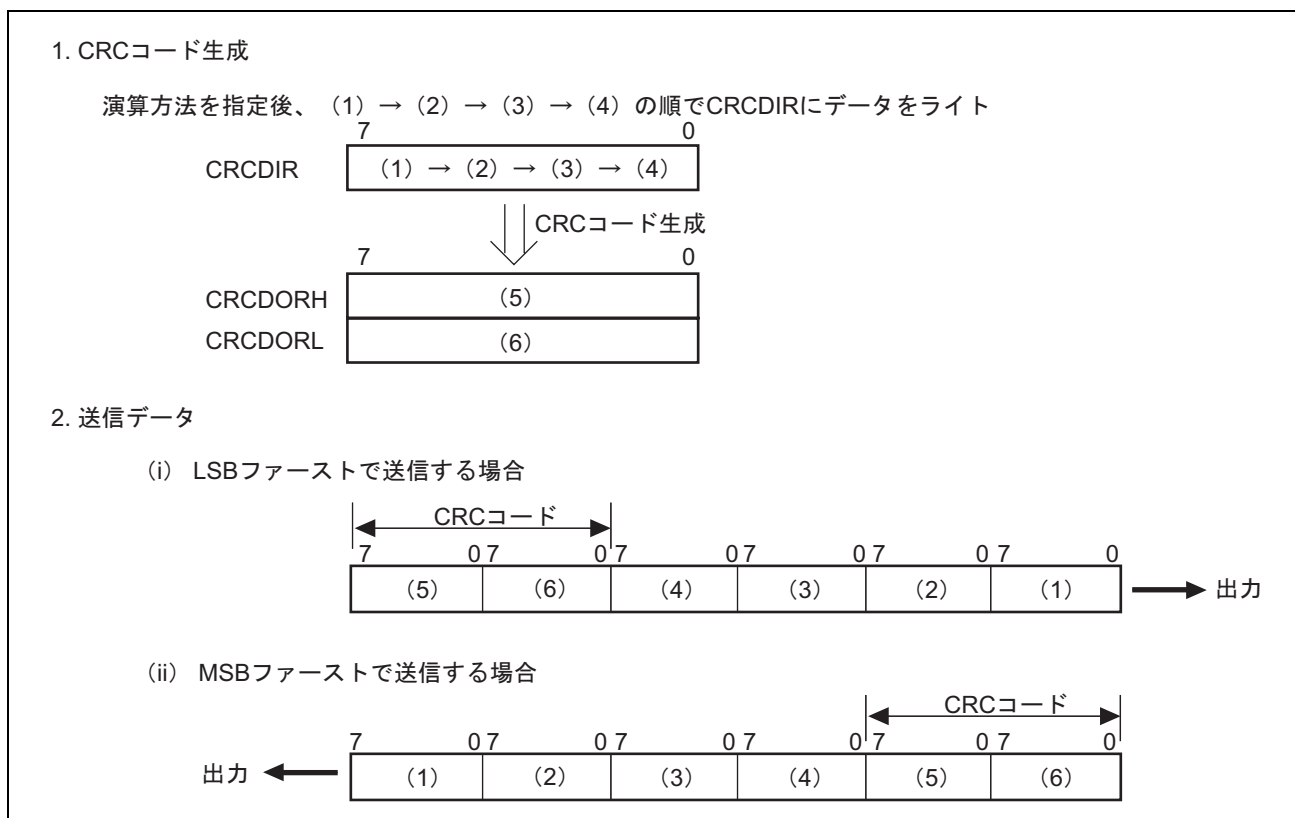 1. CRCコード生成
演算方法を指定後、(1)→(2)→(3)→(4)の順でCRCDIRにデータをライト
7 0
CRCDIR (1)→(2)→(3)→(4)
CRCコード生成
7 0
CRCDORH (5)
CRCDORL (6)
2. 送信データ
(i) LSBファーストで送信する場合
CRCコード
7 0 7 0 7 0 7 0 7 0 7 0
(5) (6) (4) (3) (2) (1) 出力
(ii) MSBファーストで送信する場合
CRCコード
7 0 7 0 7 0 7 0 7 0 7 0
出力 (1) (2) (3) (4) (5) (6)